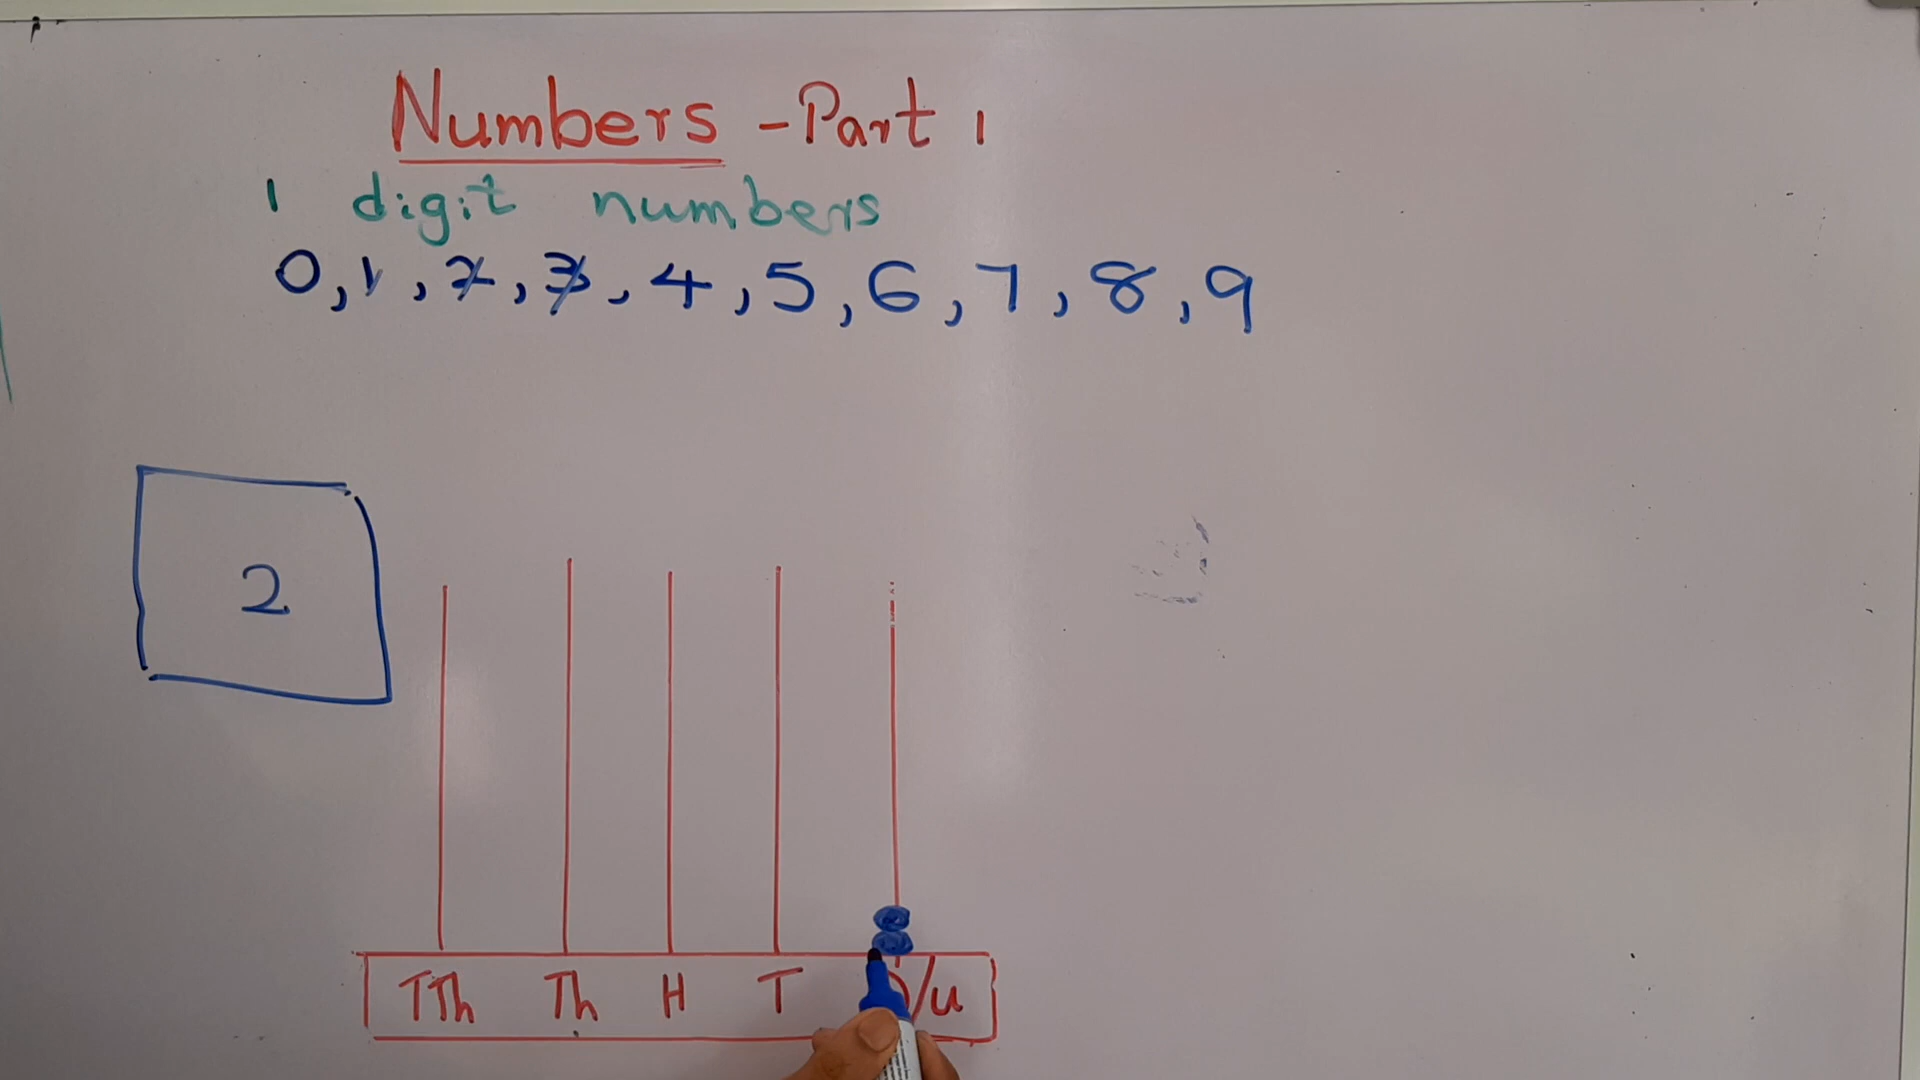 Numbers - Part 1
1 digit numbers
0, 1, 2, 3, 4, 5, 6, 7, 8, 9
2
TTh Th H T O/u